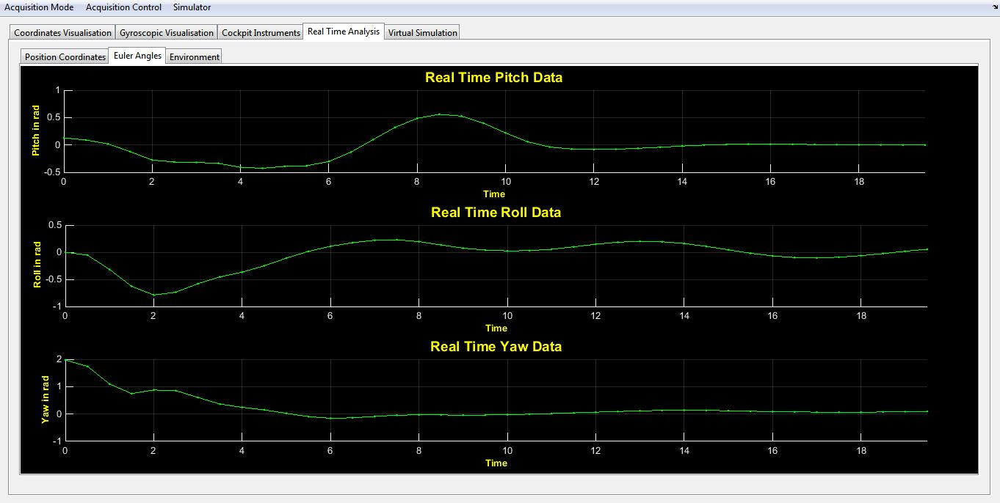 Acquisition Mode Acquisition Control Simulator
Coordinates Visualisation Gyroscopic Visualisation Cockpit Instruments Real Time Analysis Virtual Simulation
Position Coordinates Euler Angles Environment
Real Time Pitch Data
Pitch in rad
1
0.5
0
-0.5
0 2 4 6 8 10 12 14 16 18
Time
Real Time Roll Data
Roll in rad
0.5
0
-0.5
-1
0 2 4 6 8 10 12 14 16 18
Time
Real Time Yaw Data
Yaw in rad
2
1
0
-1
0 2 4 6 8 10 12 14 16 18
Time